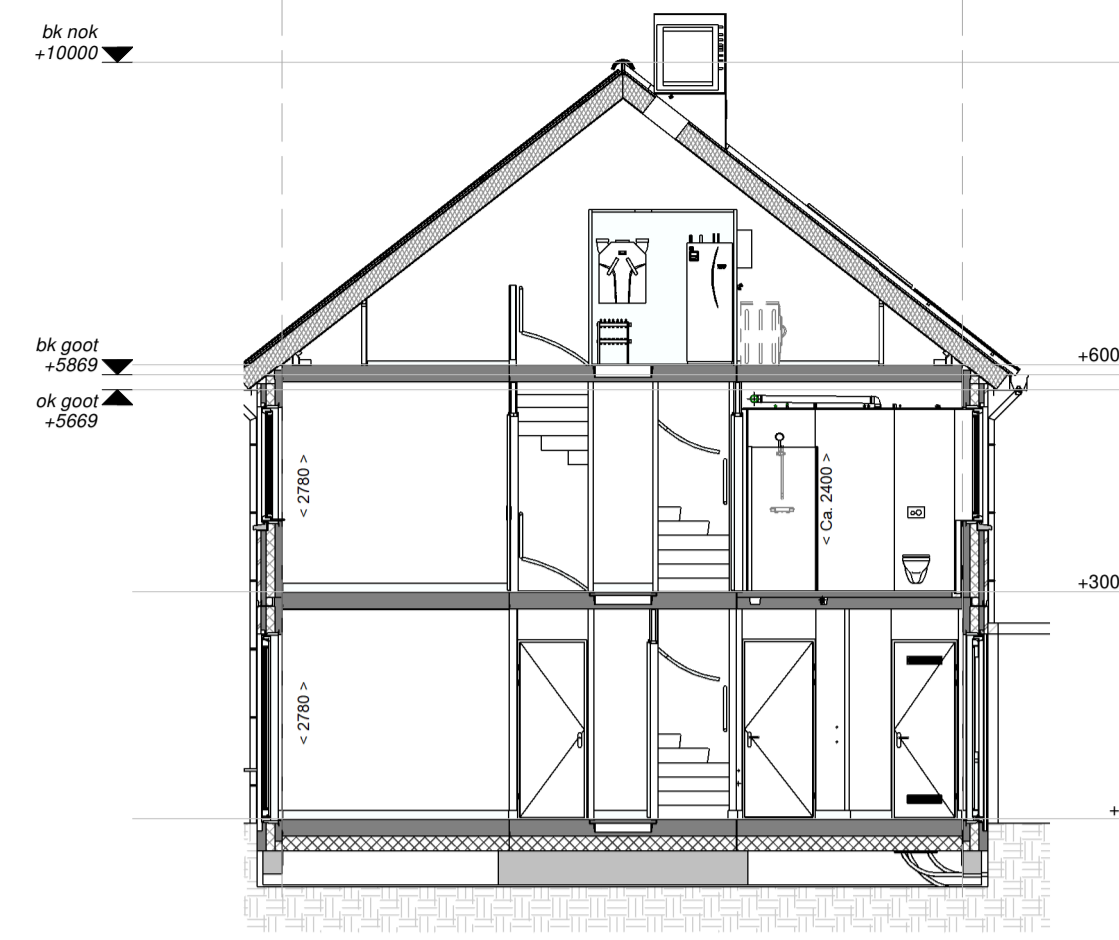 bk nok
+10000
bk goot
+5869
+600
ok goot
+5669
< 2780 >
< Ca. 2400 >
+300
< 2780 >
+